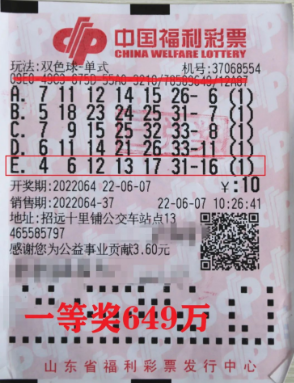 中国福利彩票
CHINA WELFARE LOTTERY
玩法:双色球-单式 机号:37068554
A. 7 11 12 14 15 26- 6 (1)
B. 5 18 23 24 25 31- 7 (1)
C. 7 9 15 25 32 33- 8 (1)
D. 6 11 14 21 26 33-11 (1)
E. 4 6 12 13 17 31-16 (1)
开奖期:2022064 22-06-07 ¥:10
销售期:2022064-37 22-06-07 10:26:41
地址:招远十里铺公交车站点13
465585797
感谢您为公益事业贡献3.60元
一等奖649万
山东省福利彩票发行中心